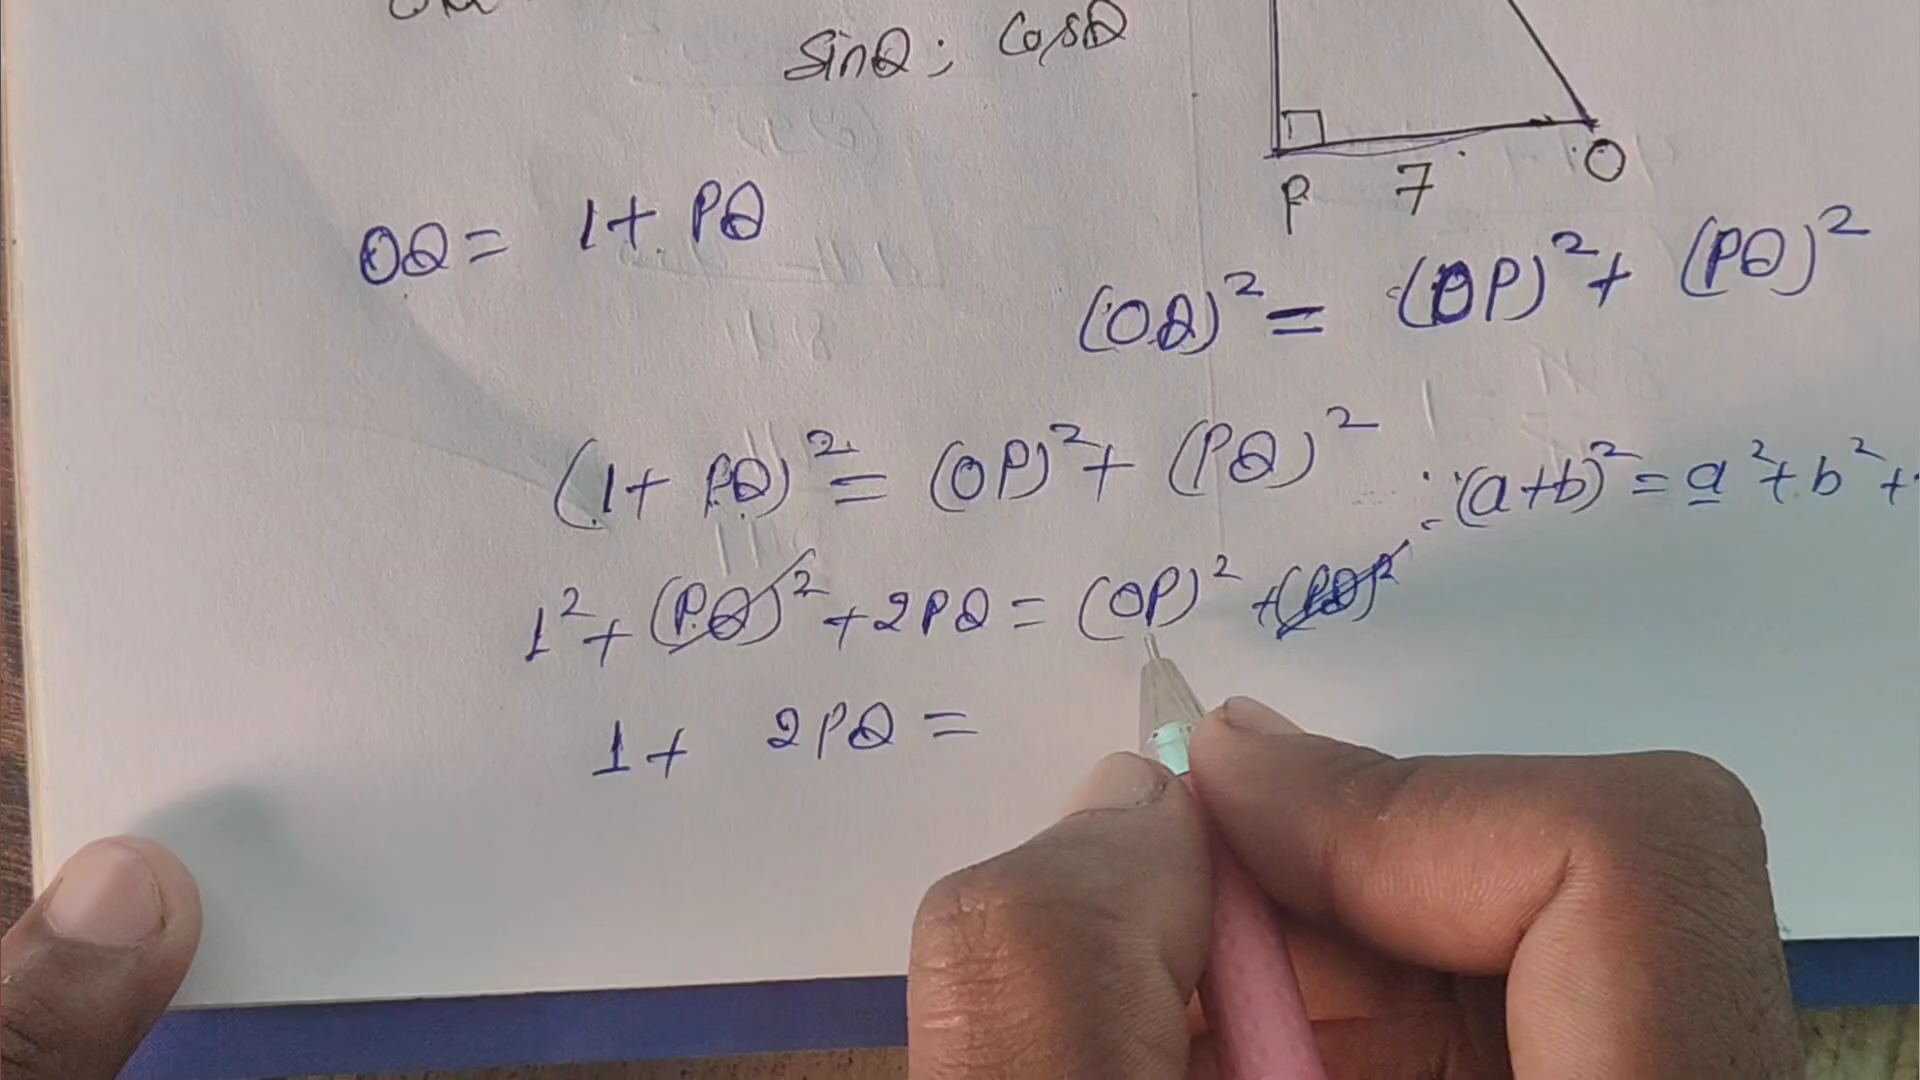 sinQ ; CosQ
P 7 O
OQ = 1 + PQ
(OQ)² = (OP)² + (PQ)²
(1 + PQ)² = (OP)² + (PQ)² ∵ (a+b)² = a² + b² +
1² + (PQ)² + 2PQ = (OP)² + (PQ)²
1 + 2PQ =